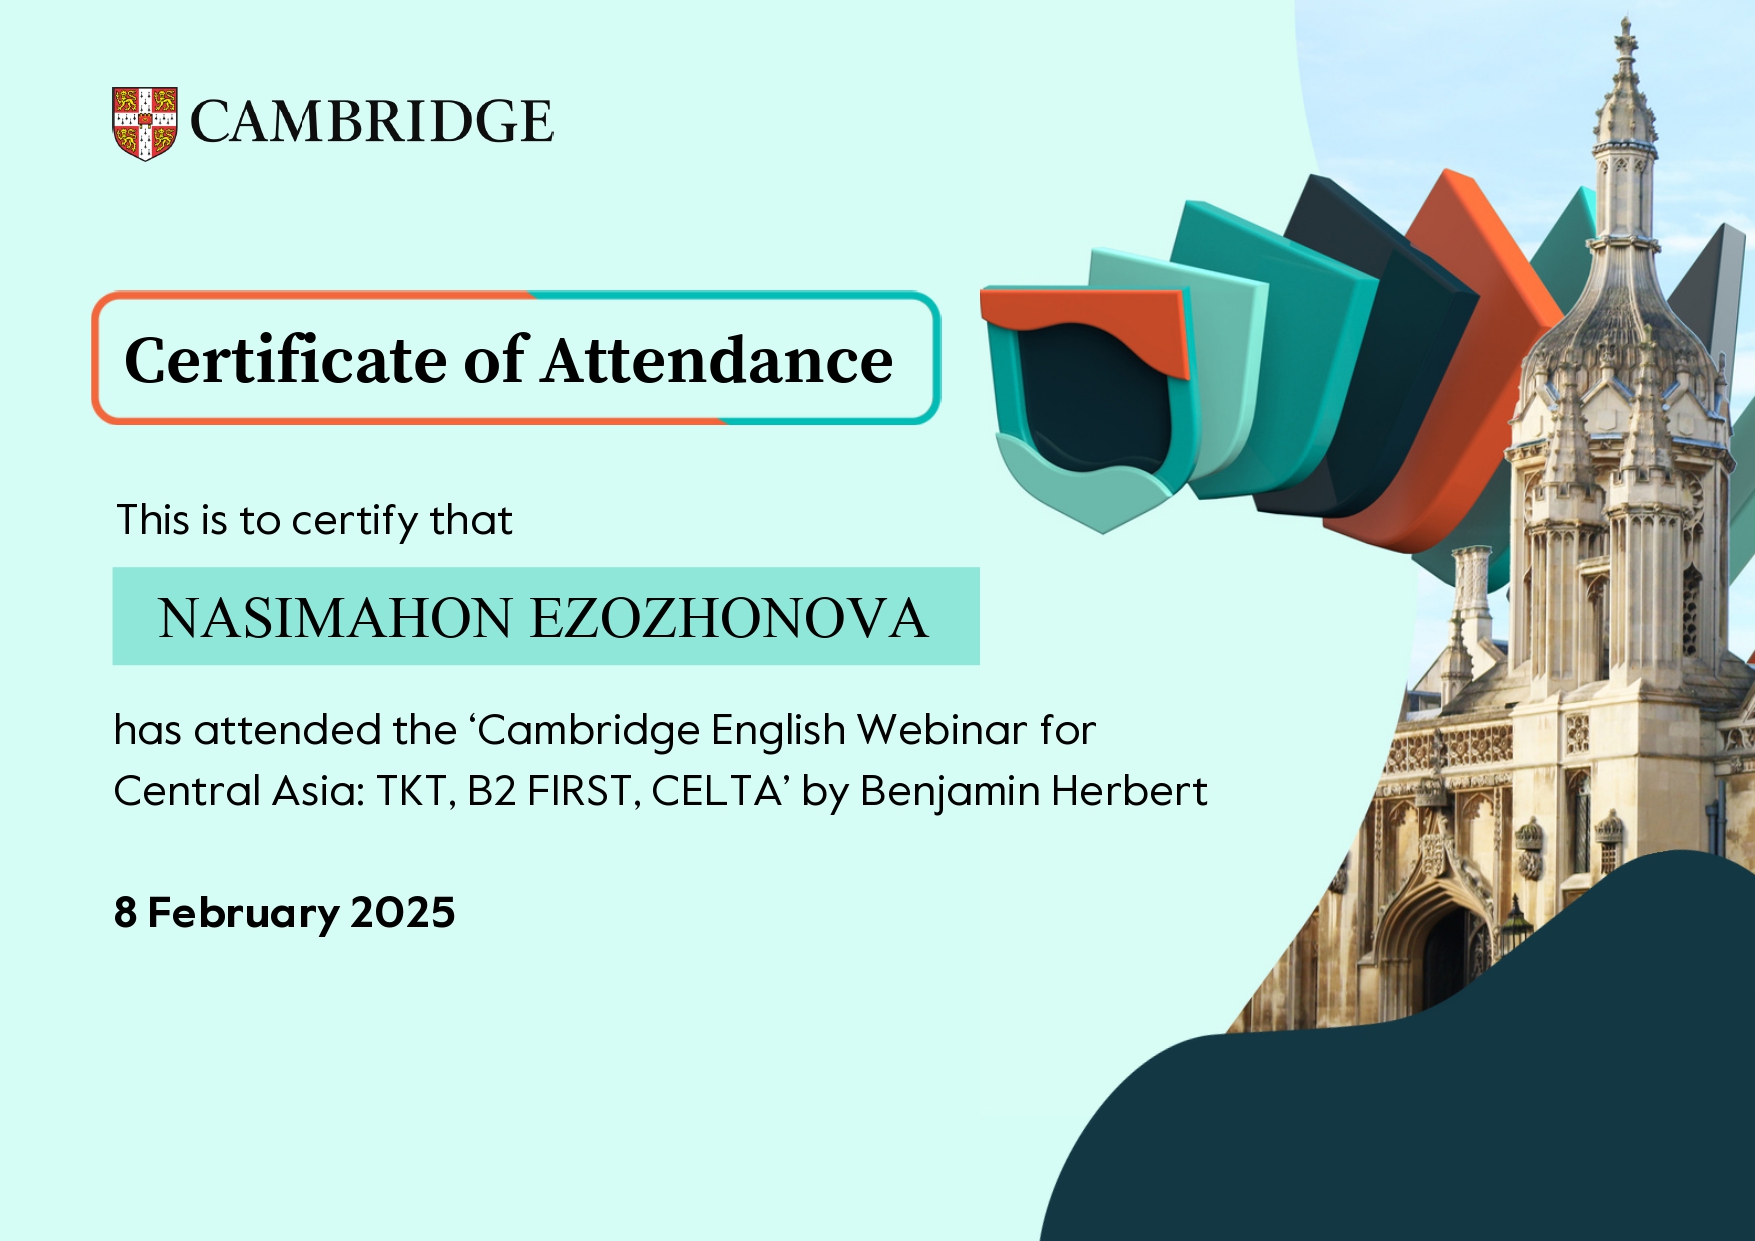 CAMBRIDGE
Certificate of Attendance
This is to certify that
NASIMAHON EZOZHONOVA
has attended the ‘Cambridge English Webinar for
Central Asia: TKT, B2 FIRST, CELTA’ by Benjamin Herbert
8 February 2025